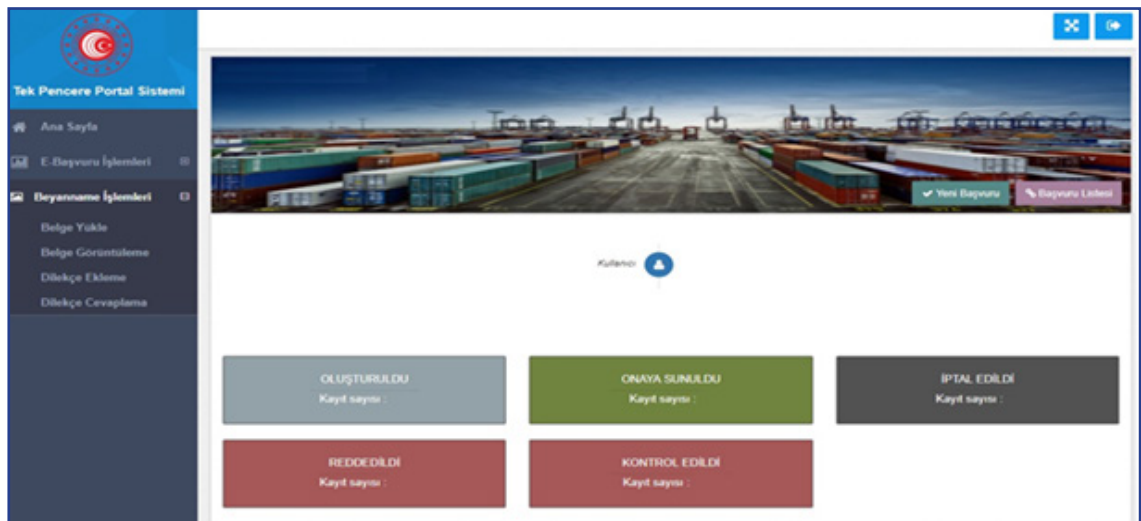 Tek Pencere Portal Sistemi
Ana Sayfa
E-Başvuru İşlemleri
Beyanname İşlemleri
Belge Yükle
Belge Görüntüleme
Dilekçe Ekleme
Dilekçe Cevaplama
Yeni Başvuru
Başvuru Listesi
Kullanıcı
OLUŞTURULDU
Kayıt sayısı :
ONAYA SUNULDU
Kayıt sayısı :
İPTAL EDİLDİ
Kayıt sayısı :
REDDEDİLDİ
Kayıt sayısı :
KONTROL EDİLDİ
Kayıt sayısı :